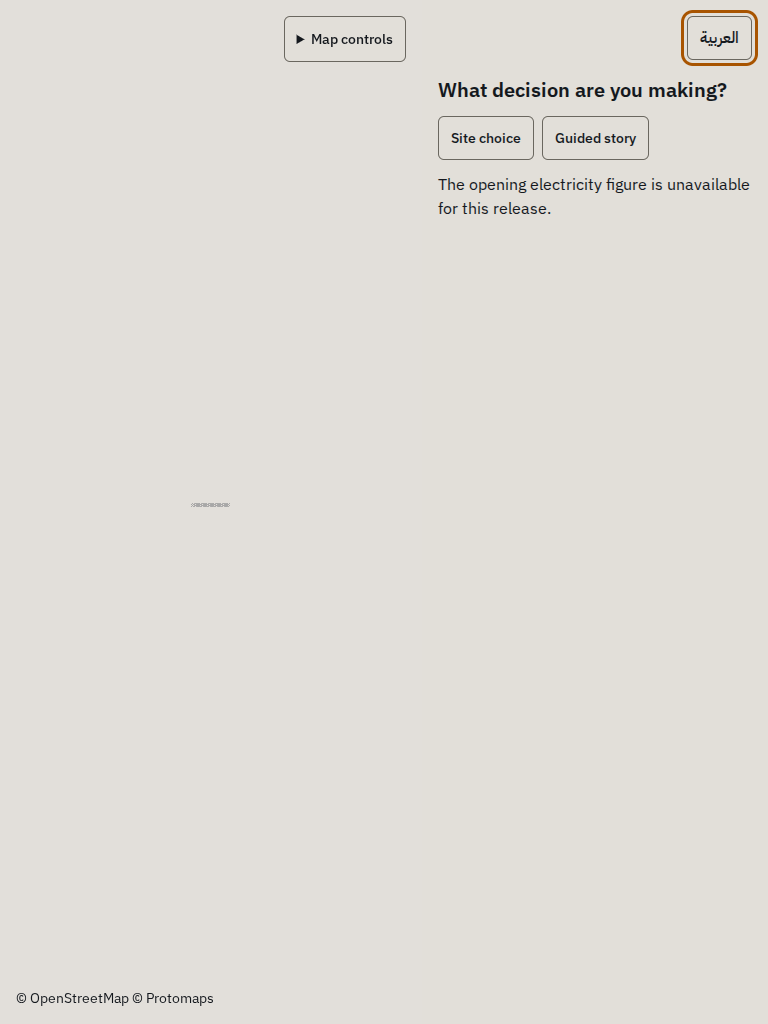 Map controls
العربية
What decision are you making?
Site choice
Guided story
The opening electricity figure is unavailable
for this release.
© OpenStreetMap © Protomaps